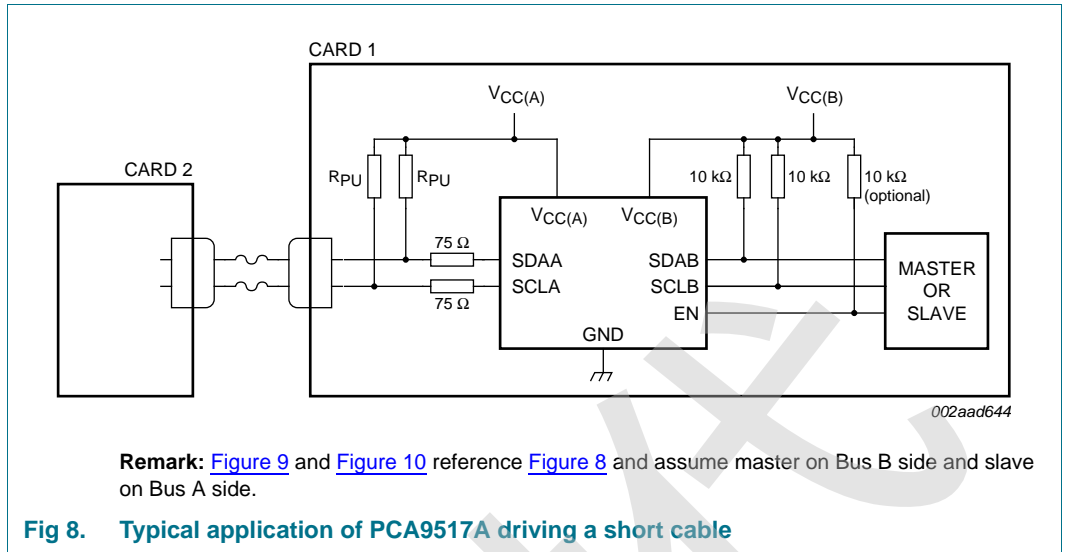 CARD 1
VCC(A)
VCC(B)
CARD 2
RPU
RPU
10 kΩ
10 kΩ
10 kΩ
(optional)
VCC(A)
VCC(B)
75 Ω
SDAA
SDAB
SCLA
SCLB
75 Ω
EN
GND
MASTER
OR
SLAVE
002aad644
Remark: Figure 9 and Figure 10 reference Figure 8 and assume master on Bus B side and slave
on Bus A side.
Fig 8. Typical application of PCA9517A driving a short cable